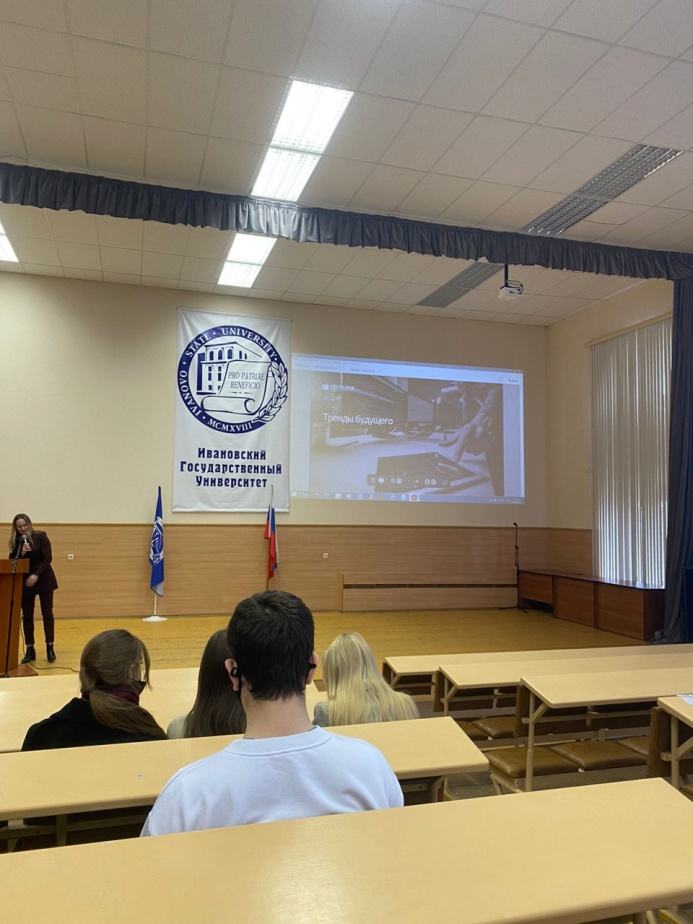 IVANOVO · STATE · UNIVERSITY
PRO PATRIAE
BENEFICIO
MCMXVIII
Ивановский
Государственный
Университет
Тренды будущего